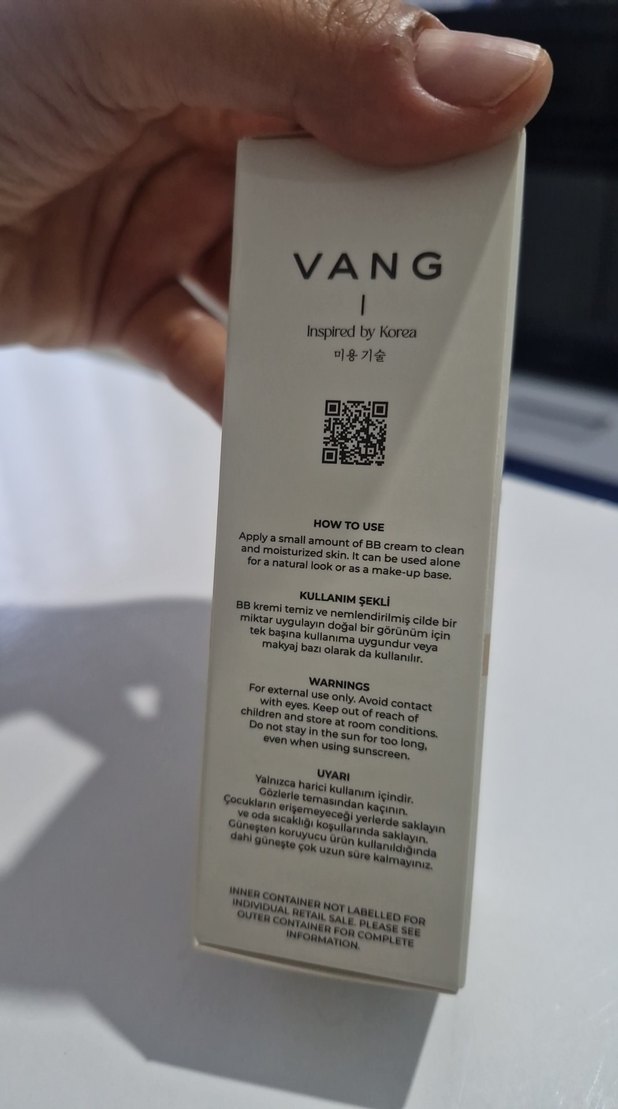 VANG
Inspired by Korea
미용 기술
HOW TO USE
Apply a small amount of BB cream to clean
and moisturized skin. It can be used alone
for a natural look or as a make-up base.
KULLANIM ŞEKLİ
BB kremi temiz ve nemlendirilmiş cilde bir
miktar uygulayın doğal bir görünüm için
tek başına kullanıma uygundur veya
makyaj bazı olarak da kullanılır.
WARNINGS
For external use only. Avoid contact
with eyes. Keep out of reach of
children and store at room conditions.
Do not stay in the sun for too long,
even when using sunscreen.
UYARI
Yalnızca harici kullanım içindir.
Gözlerle temasından kaçının.
Çocukların erişemeyeceği yerlerde saklayın
ve oda sıcaklığı koşullarında saklayın.
Güneşten koruyucu ürün kullanıldığında
dahi güneşte çok uzun süre kalmayınız.
INNER CONTAINER NOT LABELLED FOR
INDIVIDUAL RETAIL SALE. PLEASE SEE
OUTER CONTAINER FOR COMPLETE
INFORMATION.